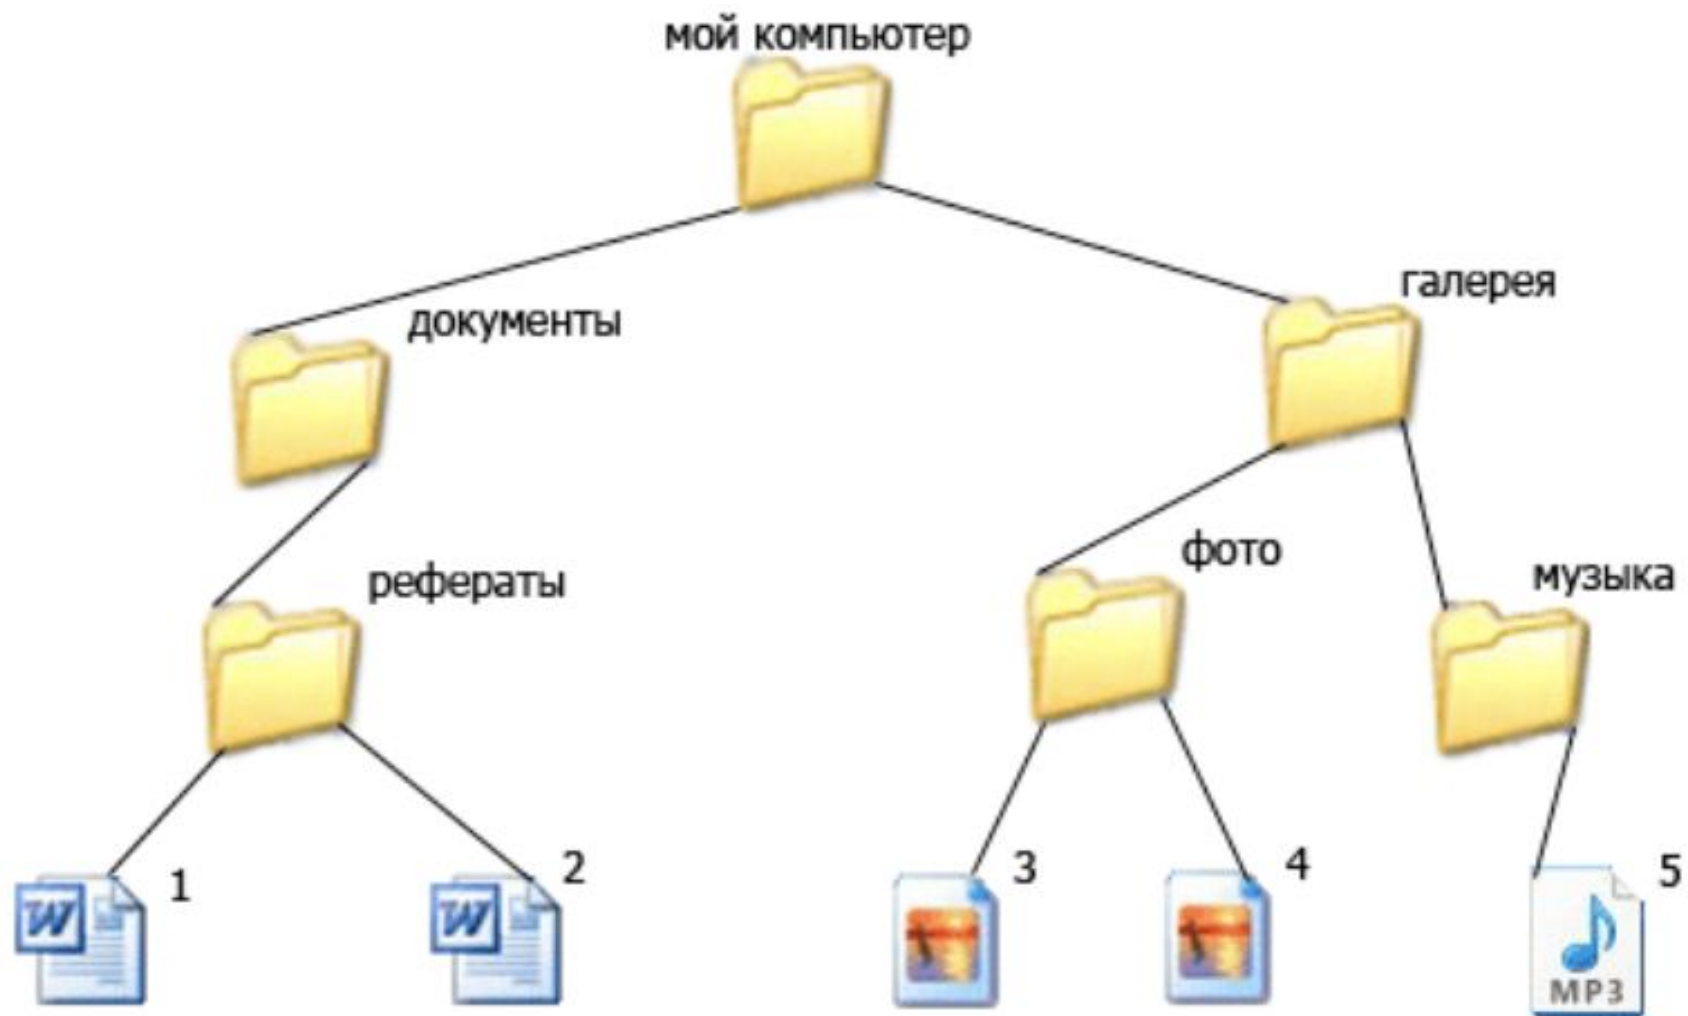 мой компьютер
документы
галерея
рефераты
фото
музыка
1
2
3
4
5
W
W
MP3